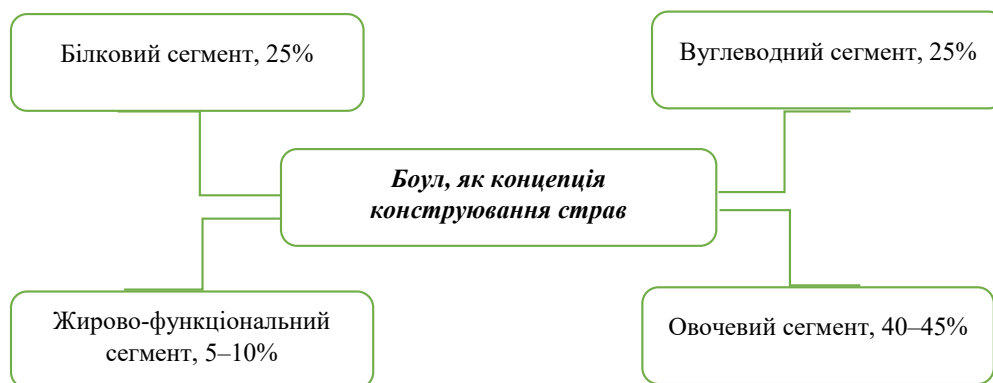 Білковий сегмент, 25%
Вуглеводний сегмент, 25%
Боул, як концепція
конструювання страв
Жирово-функціональний
сегмент, 5–10%
Овочевий сегмент, 40–45%